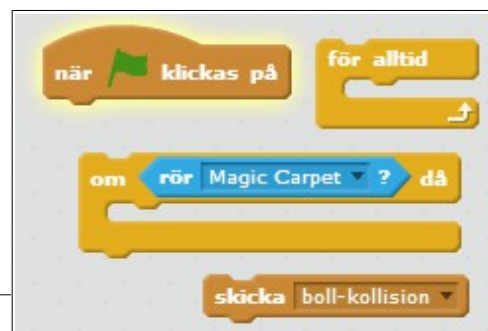 när klickas på
för alltid
om rör Magic Carpet ? då
skicka boll-kollision